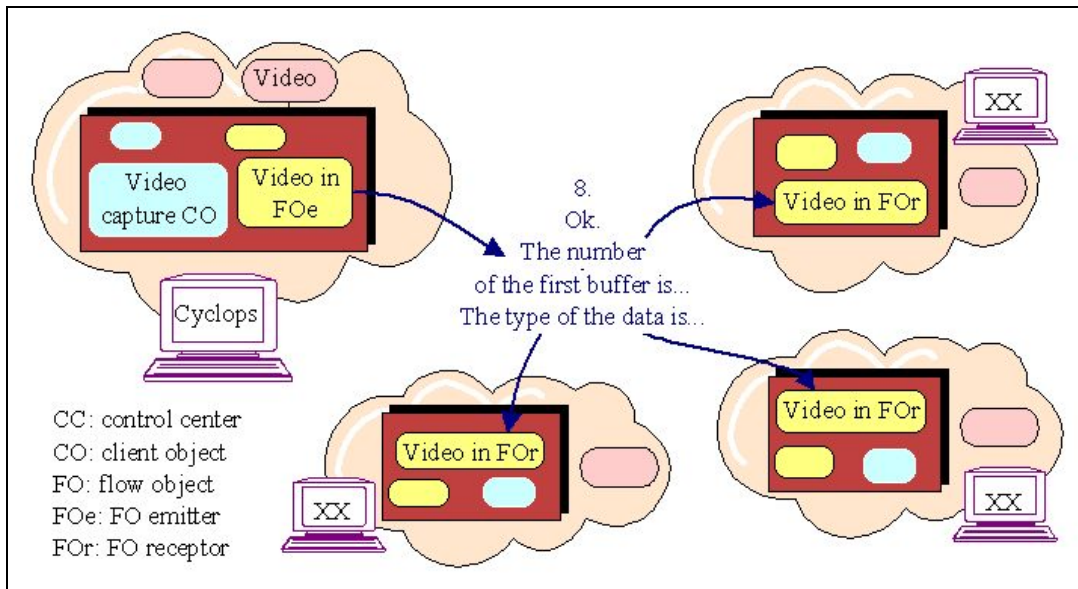 Video
Video
capture CO
Video in
FOe
Cyclops
8.
Ok.
The number
of the first buffer is...
The type of the data is...
XX
Video in FOr
Video in FOr
XX
Video in FOr
XX
CC: control center
CO: client object
FO: flow object
FOe: FO emitter
FOr: FO receptor